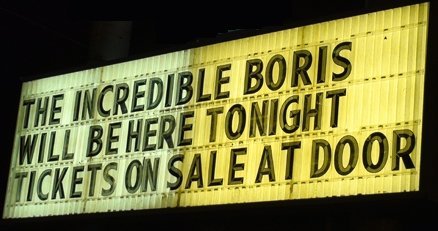 THE INCREDIBLE BORIS
WILL BE HERE TONIGHT
TICKETS ON SALE AT DOOR